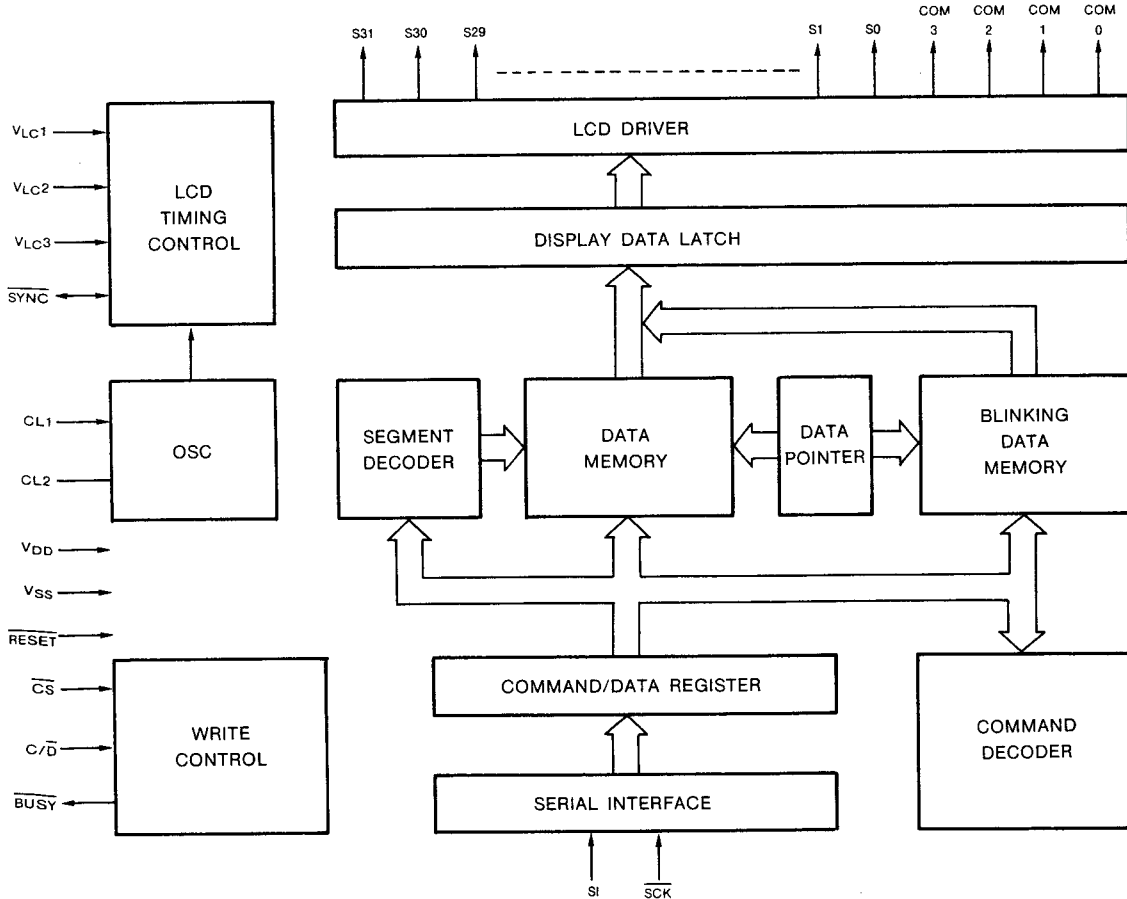 S31 S30 S29 S1 S0 COM 3 COM 2 COM 1 COM 0
LCD DRIVER
VLC1
VLC2
VLC3
SYNC
LCD
TIMING
CONTROL
DISPLAY DATA LATCH
CL1
CL2
OSC
SEGMENT
DECODER
DATA
MEMORY
DATA
POINTER
BLINKING
DATA
MEMORY
VDD
VSS
RESET
CS
C/D
BUSY
WRITE
CONTROL
COMMAND/DATA REGISTER
COMMAND
DECODER
SERIAL INTERFACE
SI SCK